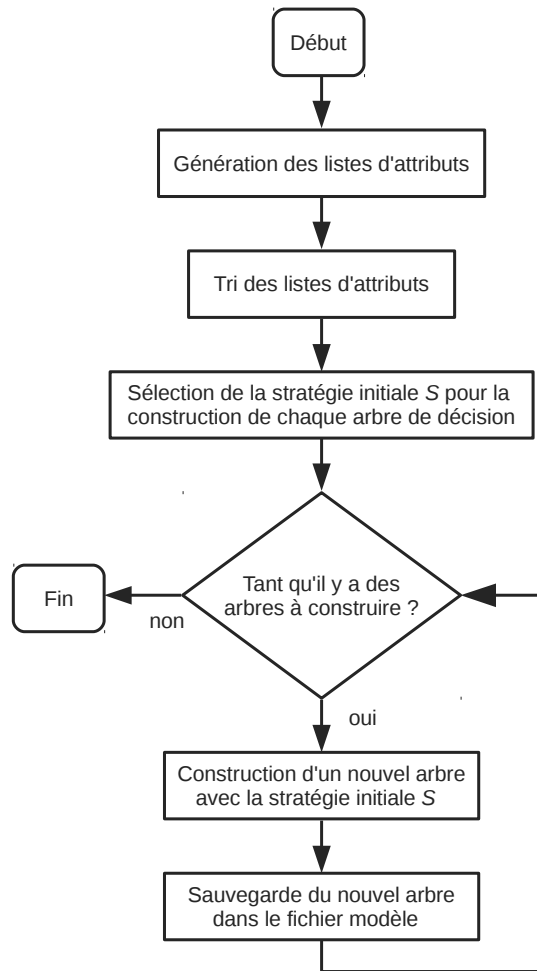 Début
Génération des listes d'attributs
Tri des listes d'attributs
Sélection de la stratégie initiale S pour la
construction de chaque arbre de décision
Tant qu'il y a des
arbres à construire ?
Fin
non
oui
Construction d'un nouvel arbre
avec la stratégie initiale S
Sauvegarde du nouvel arbre
dans le fichier modèle